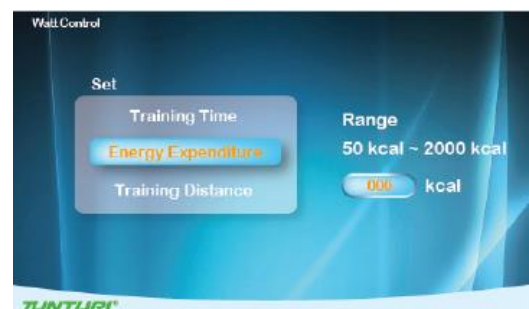 Watt Control
Set
Training Time
Energy Expenditure
Training Distance
Range
50 kcal ~ 2000 kcal
000 kcal
TUNTURI®